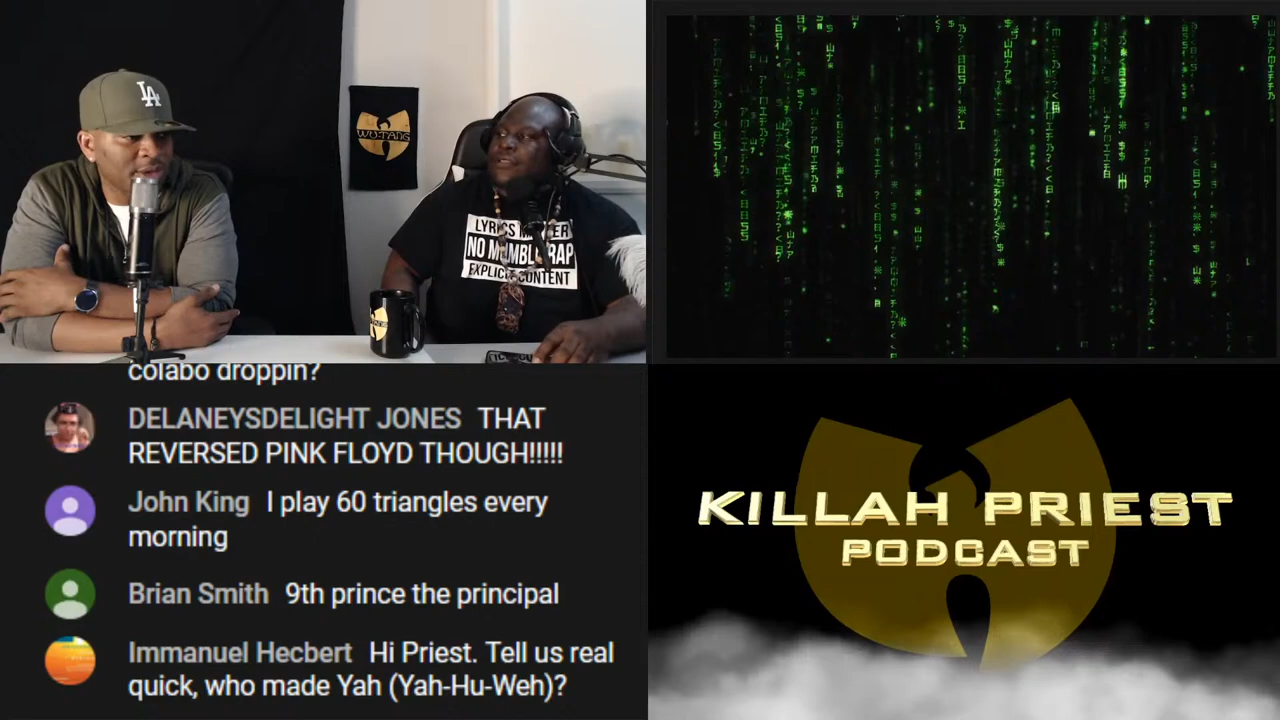 LA
WU-TANG
LYRICS MATTER
NO MUMBLE RAP
EXPLICIT CONTENT
colabo droppin?
DELANEYSDELIGHT JONES THAT
REVERSED PINK FLOYD THOUGH!!!!!
John King I play 60 triangles every
morning
Brian Smith 9th prince the principal
Immanuel Hecbert Hi Priest. Tell us real
quick, who made Yah (Yah-Hu-Weh)?
KILLAH PRIEST
PODCAST